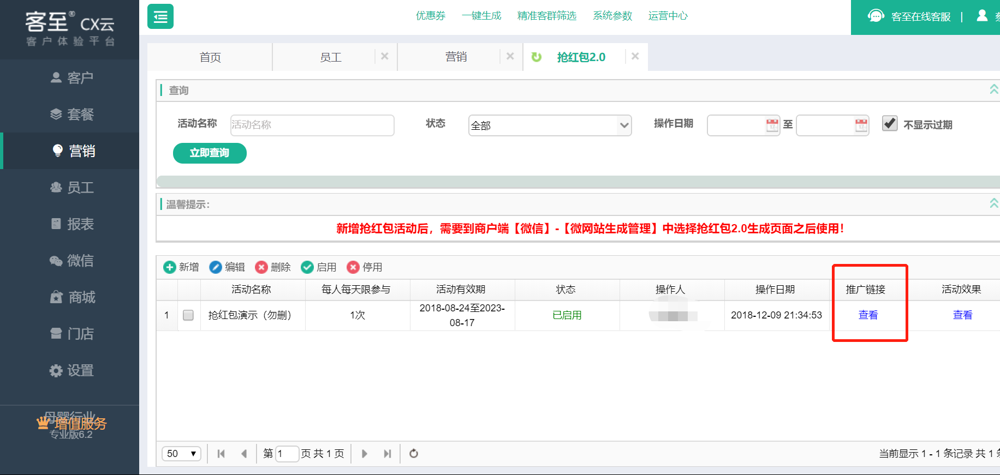 客至® CX云
客户体验平台
优惠券 一键生成 精准客群筛选 系统参数 运营中心
客至在线客服 |
首页 员工 营销 抢红包2.0
客户
套餐
营销
员工
报表
微信
商城
门店
设置
母婴行业
增值服务
专业版6.2
查询
活动名称 活动名称 状态 全部 操作日期 至 不显示过期
立即查询
温馨提示：
新增抢红包活动后，需要到商户端【微信】-【微网站生成管理】中选择抢红包2.0生成页面之后使用！
新增 编辑 删除 启用 停用
活动名称 每人每天限参与 活动有效期 状态 操作人 操作日期 推广链接 活动效果
1 抢红包演示（勿删） 1次 2018-08-24至2023-08-17 已启用 2018-12-09 21:34:53 查看 查看
50 第 1 页 共 1 页 当前显示 1 - 1 条记录 共 1